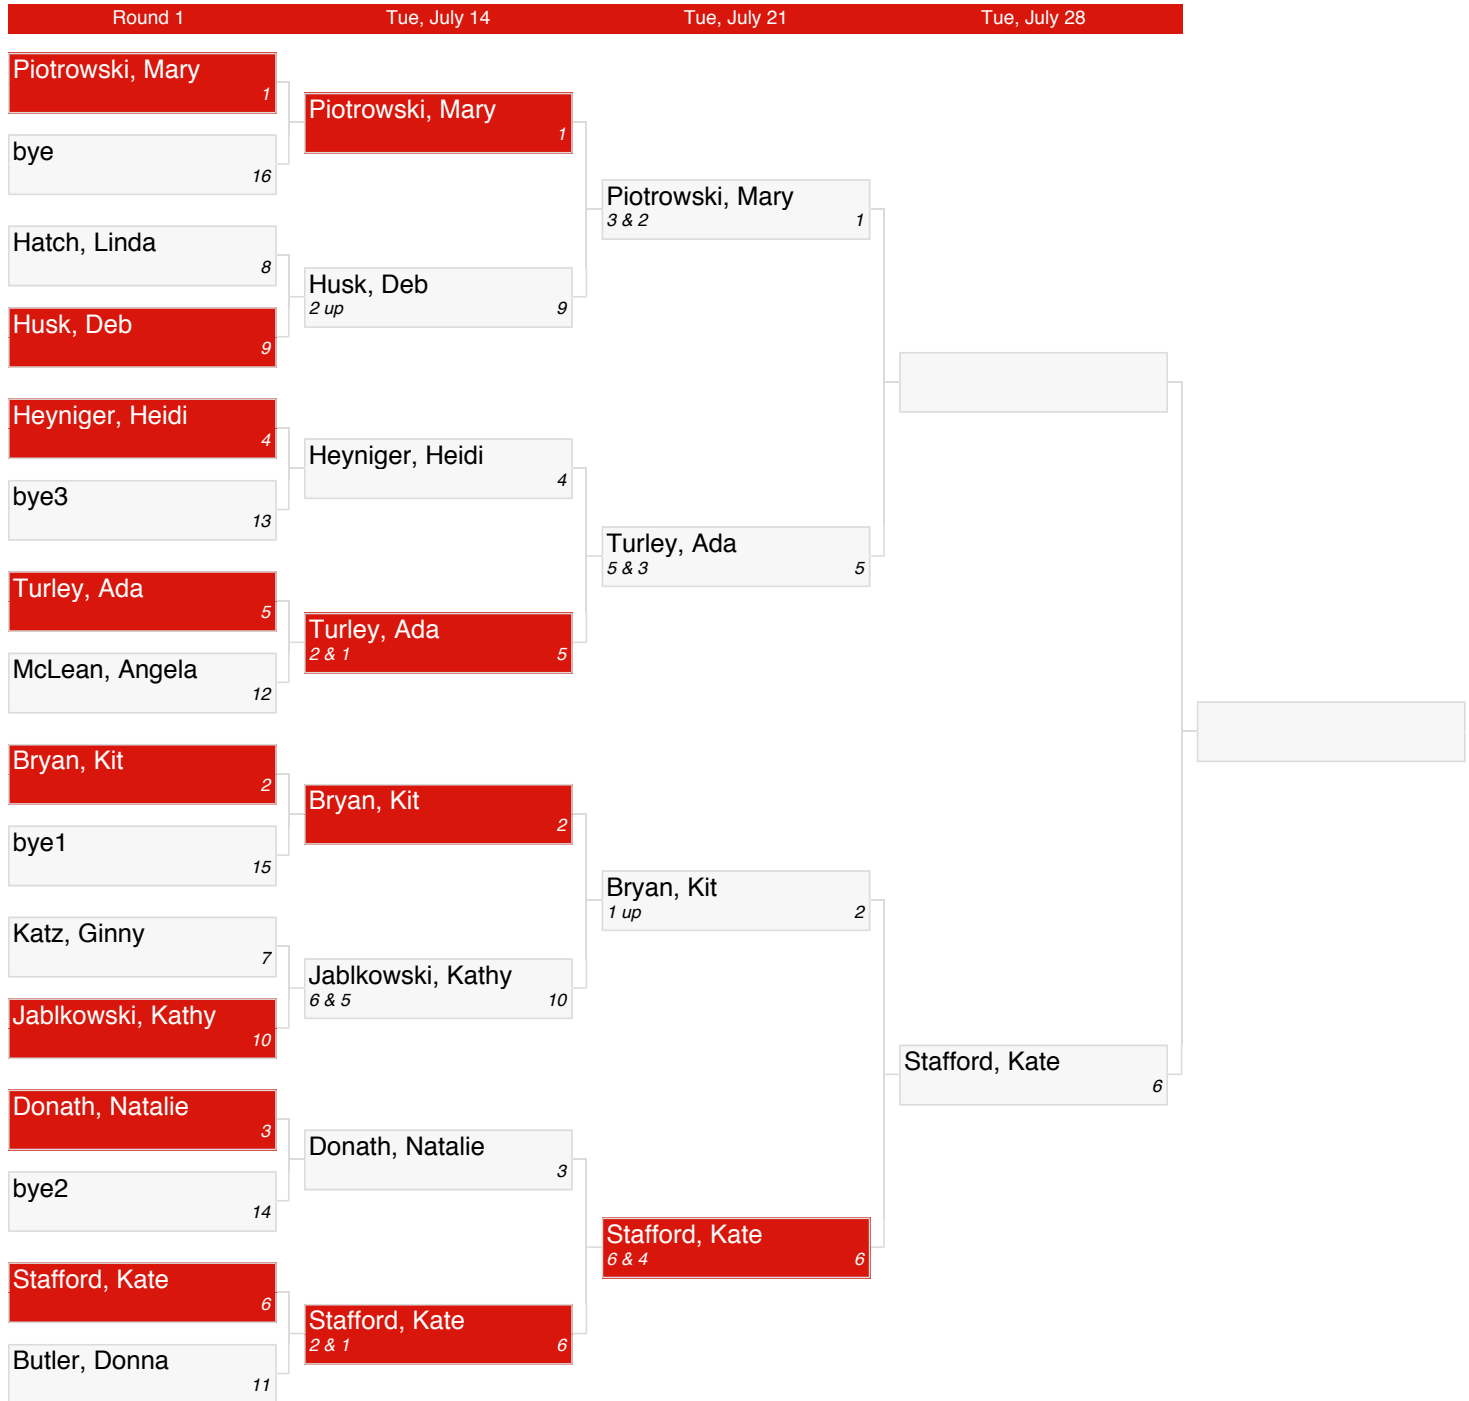 Round 1
Tue, July 14
Tue, July 21
Tue, July 28
Piotrowski, Mary
1
bye
16
Hatch, Linda
8
Husk, Deb
9
Heyniger, Heidi
4
bye3
13
Turley, Ada
5
McLean, Angela
12
Bryan, Kit
2
bye1
15
Katz, Ginny
7
Jablkowski, Kathy
10
Donath, Natalie
3
bye2
14
Stafford, Kate
6
Butler, Donna
11
Piotrowski, Mary
1
Husk, Deb
2 up 9
Heyniger, Heidi
4
Turley, Ada
2 & 1 5
Bryan, Kit
2
Jablkowski, Kathy
6 & 5 10
Donath, Natalie
3
Stafford, Kate
2 & 1 6
Piotrowski, Mary
3 & 2 1
Turley, Ada
5 & 3 5
Bryan, Kit
1 up 2
Stafford, Kate
6 & 4 6
Stafford, Kate
6